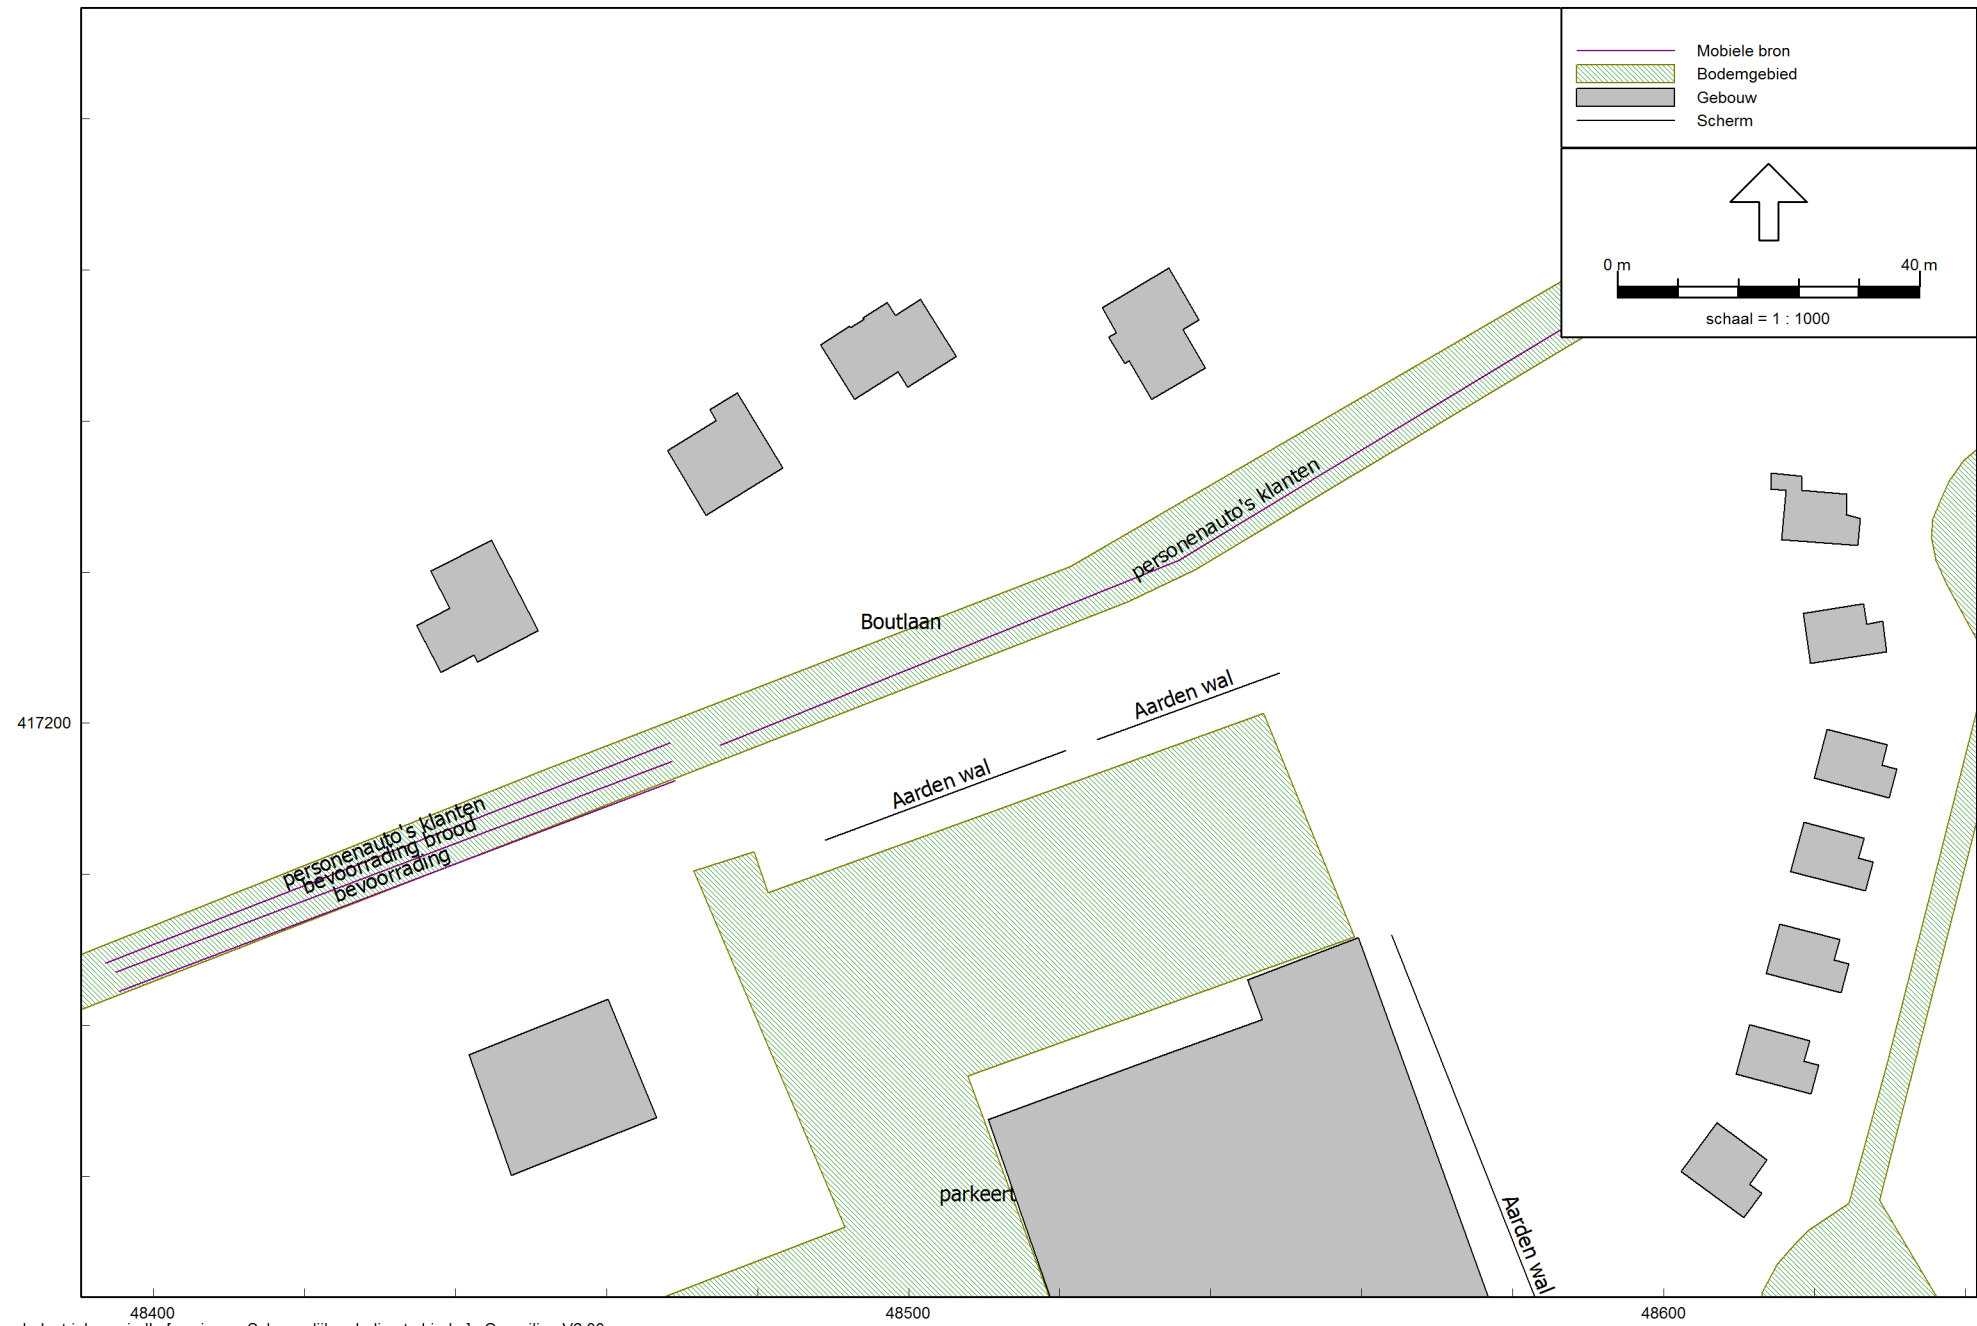 Mobiele bron
Bodemgebied
Gebouw
Scherm
0 m 40 m
schaal = 1 : 1000
personenauto's klanten
Boutlaan
Aarden wal
417200
Aarden wal
personenauto's klanten
bevoorrading brood
bevoorrading
parkeert
Aarden wal
48400 48500 48600